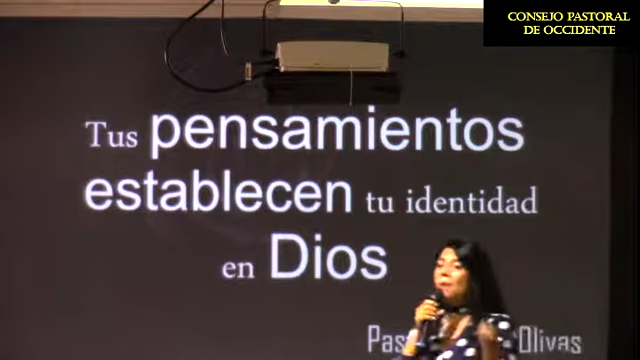 CONSEJO PASTORAL
DE OCCIDENTE
Tus pensamientos
establecen tu identidad
en Dios
Olivas